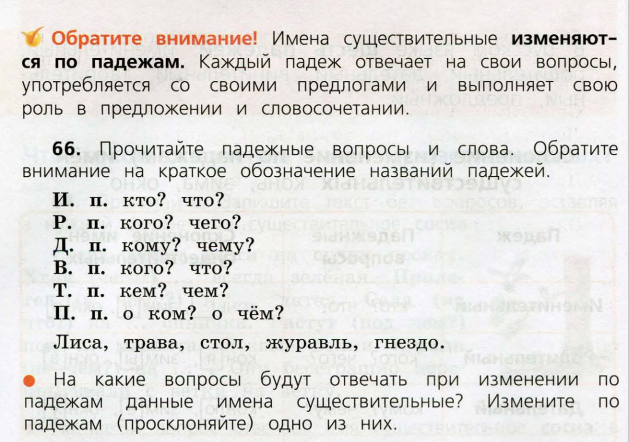 Обратите внимание! Имена существительные изменяют-
ся по падежам. Каждый падеж отвечает на свои вопросы,
употребляется со своими предлогами и выполняет свою
роль в предложении и словосочетании.
66. Прочитайте падежные вопросы и слова. Обратите
внимание на краткое обозначение названий падежей.
И. п. кто? что?
Р. п. кого? чего?
Д. п. кому? чему?
В. п. кого? что?
Т. п. кем? чем?
П. п. о ком? о чём?
Лиса, трава, стол, журавль, гнездо.
● На какие вопросы будут отвечать при изменении по
падежам данные имена существительные? Измените по
падежам (просклоняйте) одно из них.